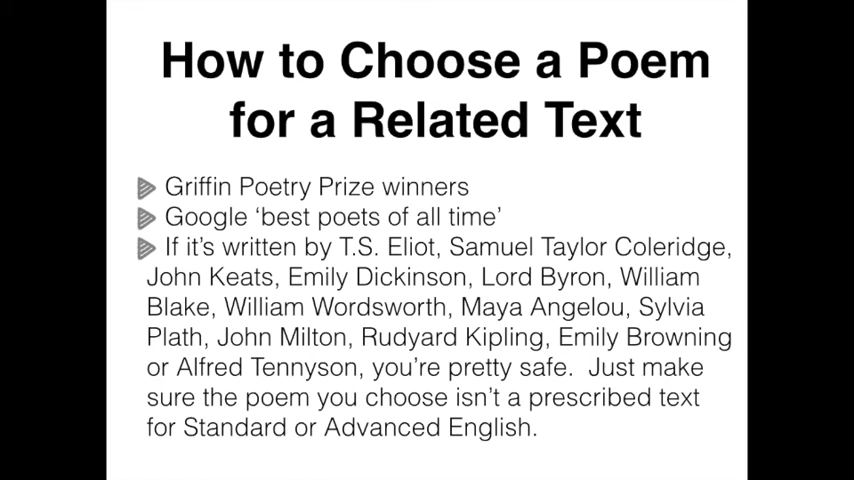 How to Choose a Poem
for a Related Text
Griffin Poetry Prize winners
Google ‘best poets of all time’
If it’s written by T.S. Eliot, Samuel Taylor Coleridge,
John Keats, Emily Dickinson, Lord Byron, William
Blake, William Wordsworth, Maya Angelou, Sylvia
Plath, John Milton, Rudyard Kipling, Emily Browning
or Alfred Tennyson, you’re pretty safe.  Just make
sure the poem you choose isn’t a prescribed text
for Standard or Advanced English.